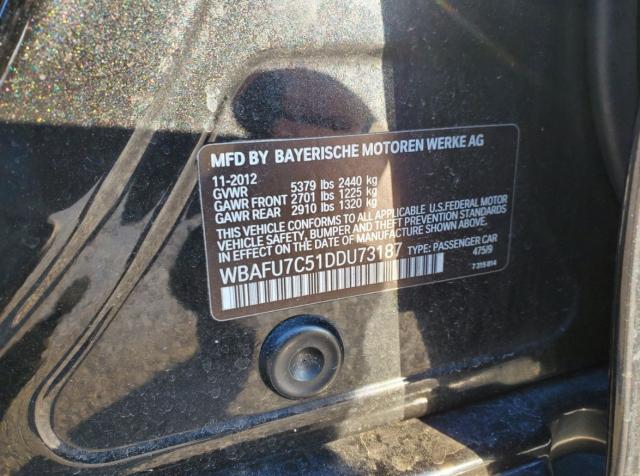 MFD BY BAYERISCHE MOTOREN WERKE AG
11-2012
GVWR 5379 lbs 2440 kg
GAWR FRONT 2701 lbs 1225 kg
GAWR REAR 2910 lbs 1320 kg
THIS VEHICLE CONFORMS TO ALL APPLICABLE U.S.FEDERAL MOTOR
VEHICLE SAFETY, BUMPER AND THEFT PREVENTION STANDARDS
IN EFFECT ON THE DATE OF MANUFACTURE SHOWN ABOVE.
WBAFU7C51DDU73187 TYPE: PASSENGER CAR
475/9
7 315 814